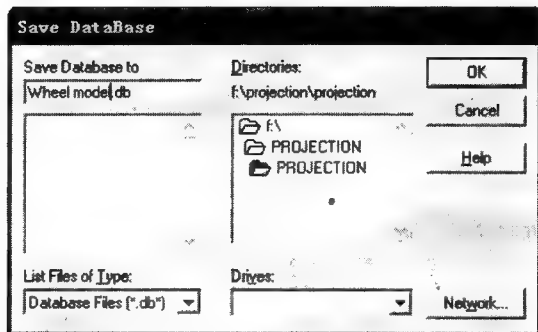 Save DataBase
Save Database to
Wheel model.db
Directories:
f:\projection\projection
f:\
PROJECTION
PROJECTION
OK
Cancel
Help
List Files of Type:
Database Files (*.db)
Drives:
Network...